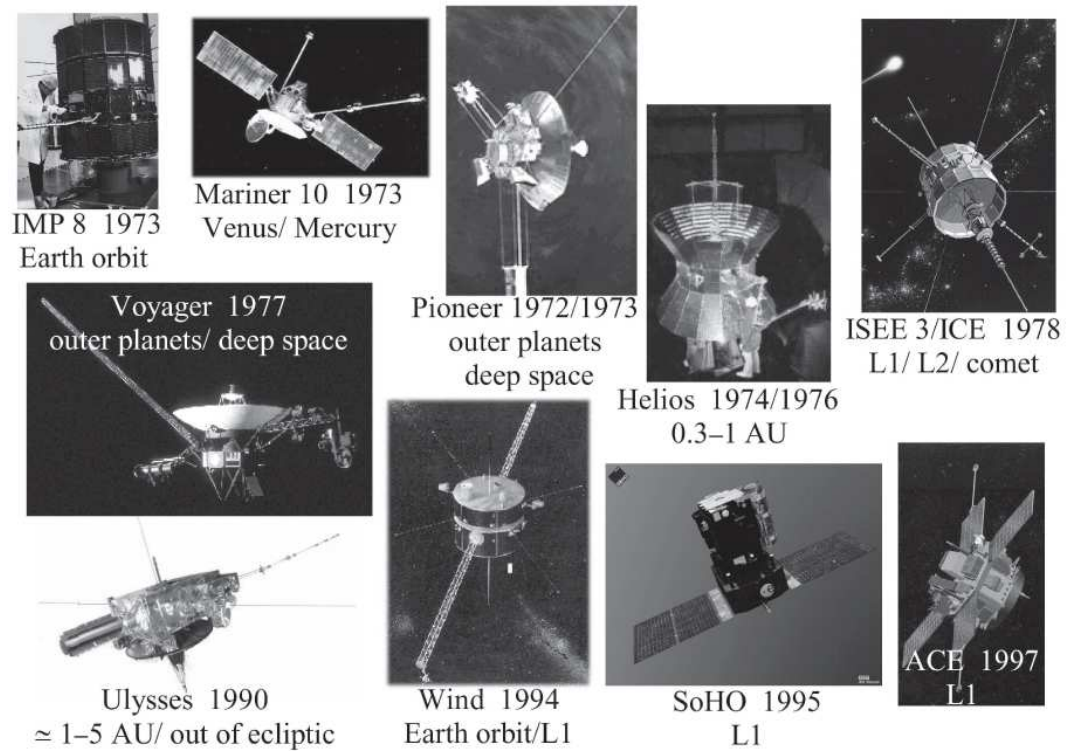 IMP 8 1973
Earth orbit
Mariner 10 1973
Venus/ Mercury
Pioneer 1972/1973
outer planets
deep space
Helios 1974/1976
0.3–1 AU
ISEE 3/ICE 1978
L1/ L2/ comet
Voyager 1977
outer planets/ deep space
Ulysses 1990
≃ 1–5 AU/ out of ecliptic
Wind 1994
Earth orbit/L1
SoHO 1995
L1
ACE 1997
L1